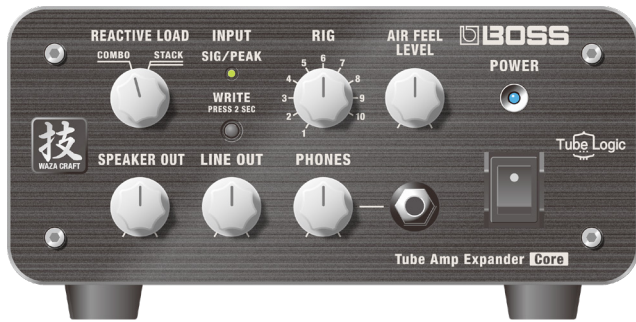 REACTIVE LOAD
COMBO
STACK
INPUT
SIG/PEAK
WRITE
PRESS 2 SEC
RIG
1
2
3
4
5
6
7
8
9
10
AIR FEEL
LEVEL
BOSS
POWER
技
WAZA CRAFT
Tube Logic
SPEAKER OUT
LINE OUT
PHONES
Tube Amp Expander Core